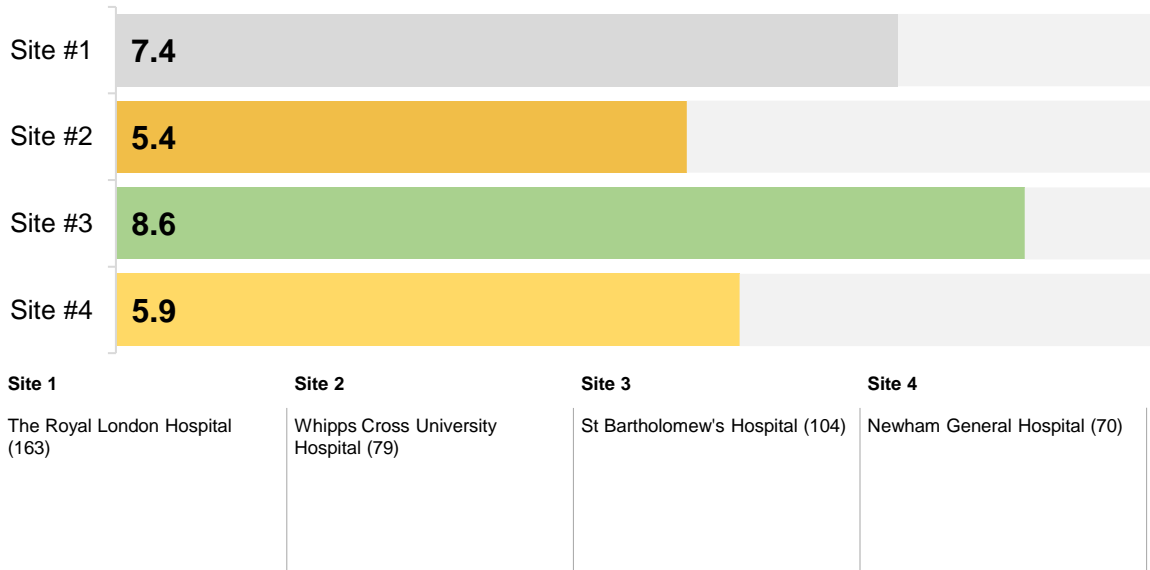 Site #1
7.4
Site #2
5.4
Site #3
8.6
Site #4
5.9
Site 1
The Royal London Hospital
(163)
Site 2
Whipps Cross University
Hospital (79)
Site 3
St Bartholomew's Hospital (104)
Site 4
Newham General Hospital (70)